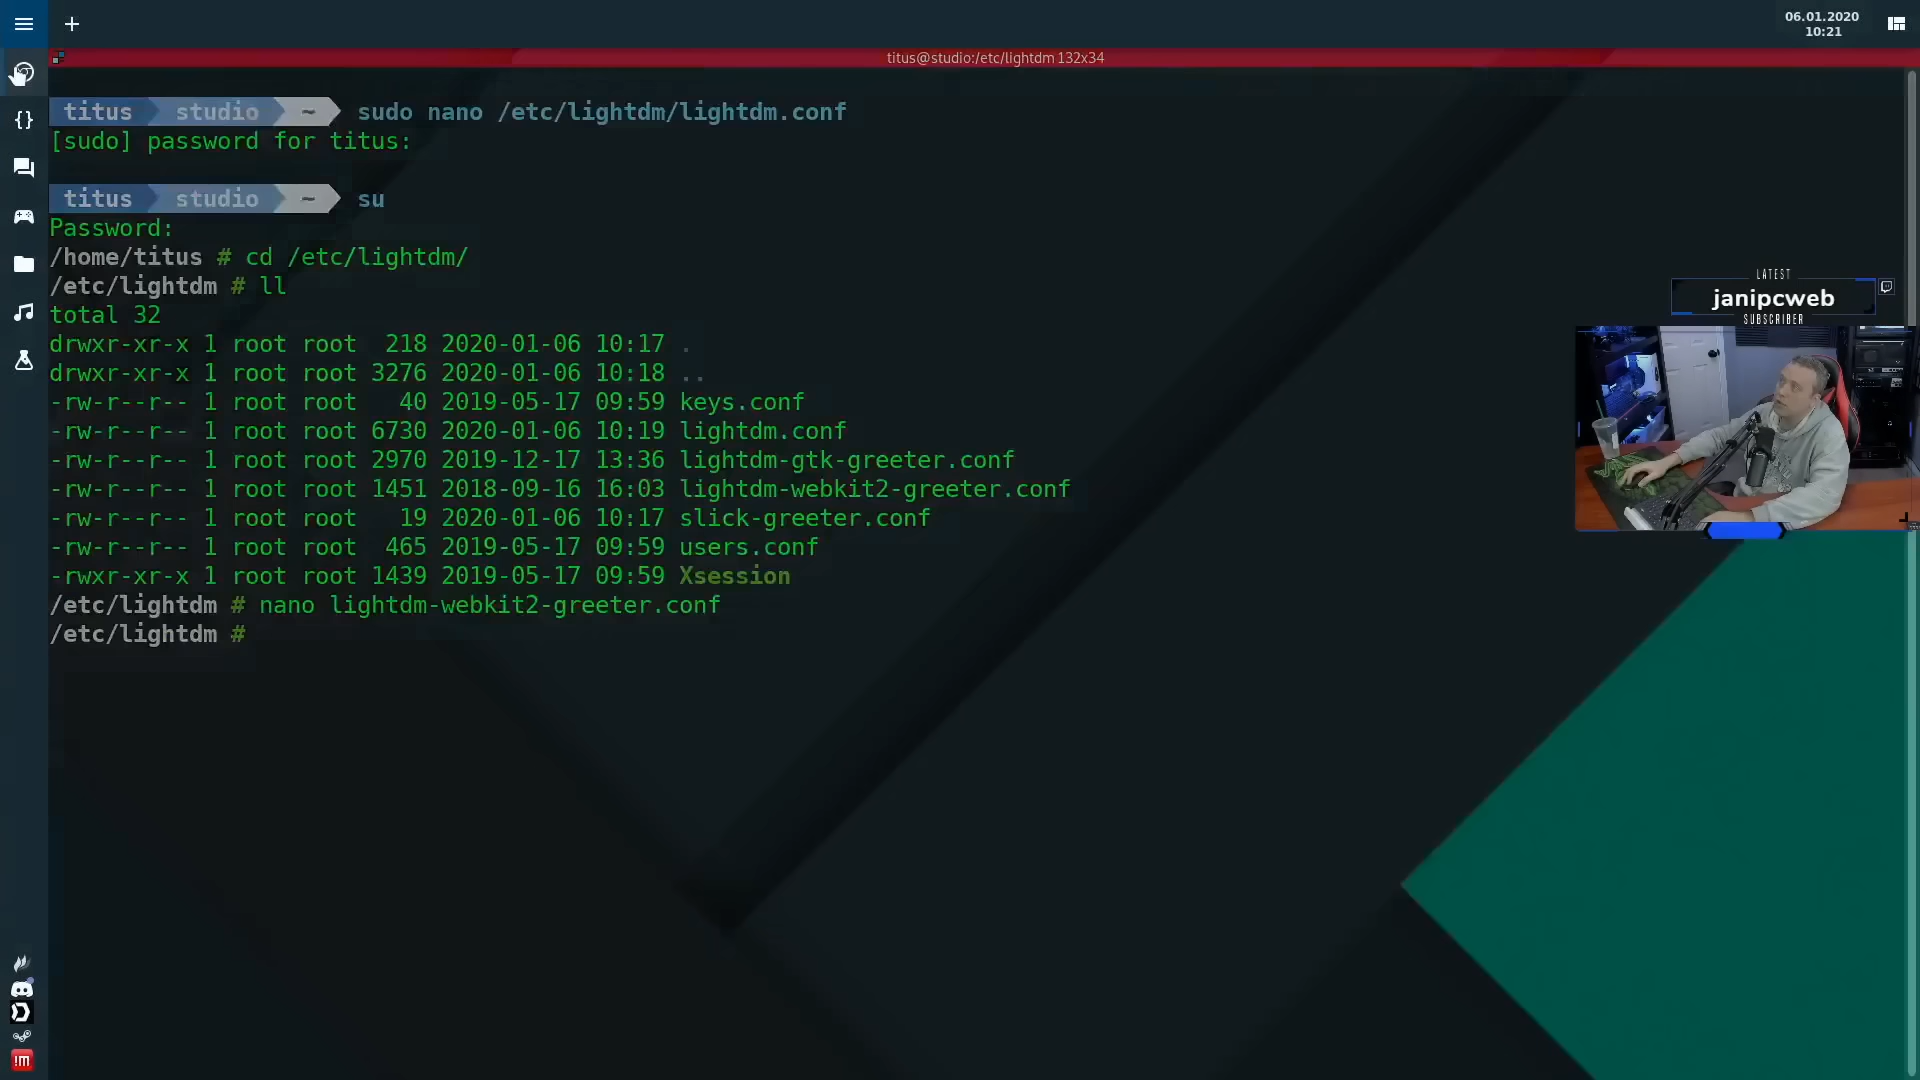 06.01.2020
10:21
titus@studio:/etc/lightdm 132x34
titus studio ~ sudo nano /etc/lightdm/lightdm.conf
[sudo] password for titus:
titus studio ~ su
Password:
/home/titus # cd /etc/lightdm/
/etc/lightdm # ll
total 32
drwxr-xr-x 1 root root  218 2020-01-06 10:17 .
drwxr-xr-x 1 root root 3276 2020-01-06 10:18 ..
-rw-r--r-- 1 root root   40 2019-05-17 09:59 keys.conf
-rw-r--r-- 1 root root 6730 2020-01-06 10:19 lightdm.conf
-rw-r--r-- 1 root root 2970 2019-12-17 13:36 lightdm-gtk-greeter.conf
-rw-r--r-- 1 root root 1451 2018-09-16 16:03 lightdm-webkit2-greeter.conf
-rw-r--r-- 1 root root   19 2020-01-06 10:17 slick-greeter.conf
-rw-r--r-- 1 root root  465 2019-05-17 09:59 users.conf
-rwxr-xr-x 1 root root 1439 2019-05-17 09:59 Xsession
/etc/lightdm # nano lightdm-webkit2-greeter.conf
/etc/lightdm #
LATEST
janipcweb
SUBSCRIBER
!m